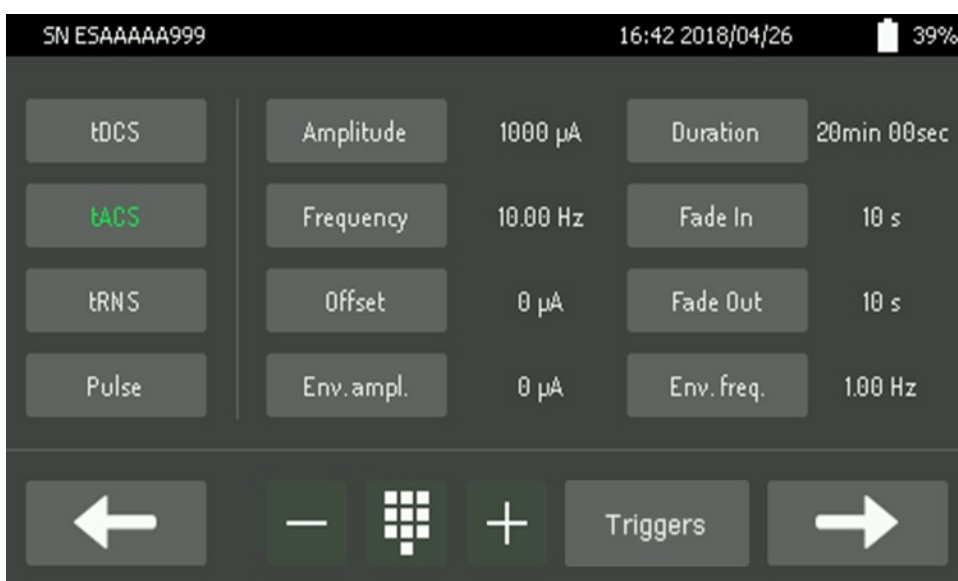 SN ESAAAAA999 16:42 2018/04/26 39%
tDCS Amplitude 1000 µA Duration 20min 00sec
tACS Frequency 10.00 Hz Fade In 10 s
tRNS Offset 0 µA Fade Out 10 s
Pulse Env. ampl. 0 µA Env. freq. 1.00 Hz
Triggers